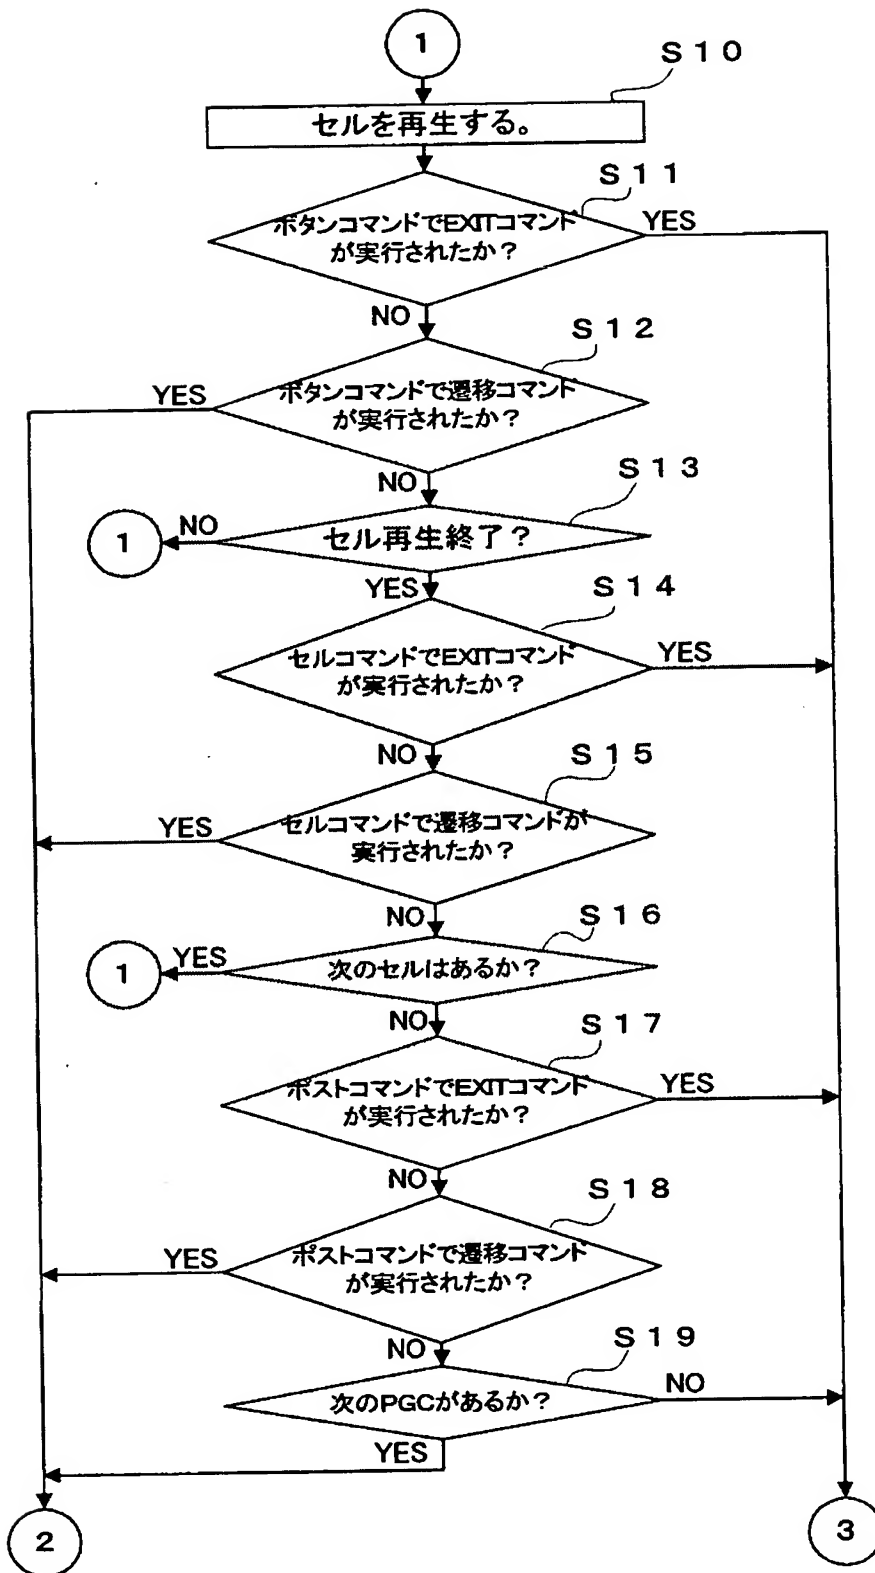 1
S10
セルを再生する。
S11
ボタンコマンドでEXITコマンド
が実行されたか？
YES
NO
S12
ボタンコマンドで遷移コマンド
が実行されたか？
YES
NO
S13
セル再生終了？
NO
1
YES
S14
セルコマンドでEXITコマンド
が実行されたか？
YES
NO
S15
セルコマンドで遷移コマンドが
実行されたか？
YES
NO
S16
次のセルはあるか？
YES
1
NO
S17
ポストコマンドでEXITコマンド
が実行されたか？
YES
NO
S18
ポストコマンドで遷移コマンド
が実行されたか？
YES
NO
S19
次のPGCがあるか？
NO
YES
2
3